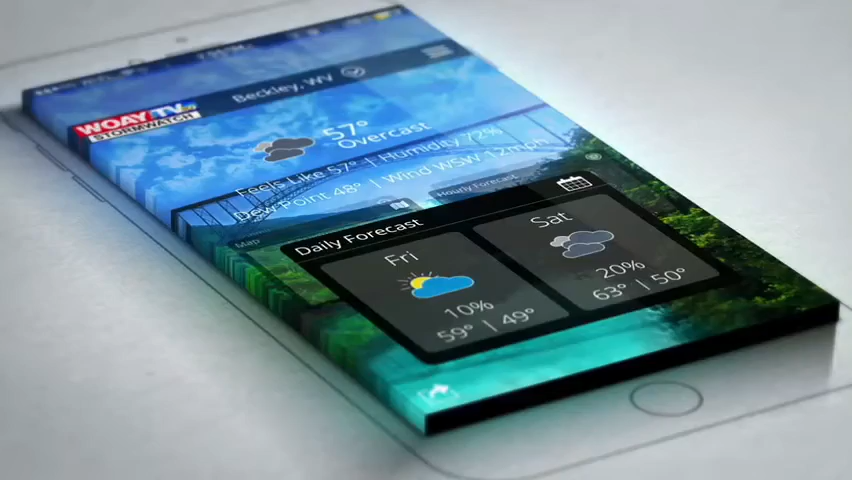 Beckley, WV
WOAY TV
STORMWATCH
57°
Overcast
Feels Like 57° | Humidity 72%
Dew Point 48° | Wind WSW 12mph
Map
Hourly Forecast
Daily Forecast
Fri
10%
59° | 49°
Sat
20%
63° | 50°